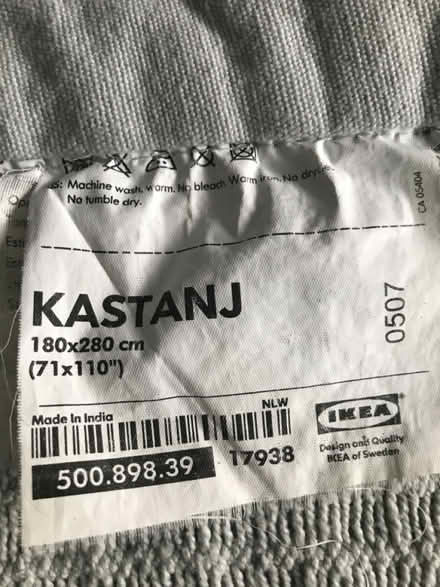 US: Machine wash, warm. No bleach. Warm iron. No dryclean.
No tumble dry.
CA 05404
KASTANJ
180x280 cm
(71x110")
0507
Made in India
NLW
500.898.39
17938
IKEA
Design and Quality
IKEA of Sweden